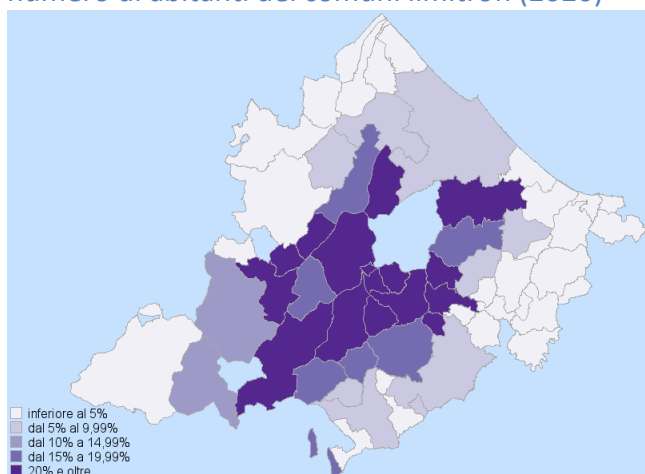 numero di abitanti dei comuni limitrofi (2020)
inferiore al 5%
dal 5% al 9,99%
dal 10% a 14,99%
dal 15% a 19,99%
20% e oltre